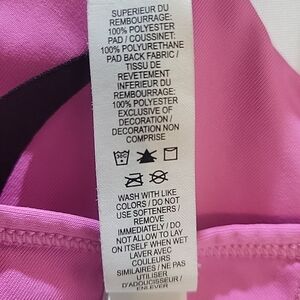 SUPERIEUR DU
REMBOURRAGE:
100% POLYESTER
PAD / COUSSINET:
100% POLYURETHANE
PAD BACK FABRIC /
TISSU DE
REVETEMENT
INFERIEUR DU
REMBOURRAGE:
100% POLYESTER
EXCLUSIVE OF
DECORATION /
DECORATION NON
COMPRISE
WASH WITH LIKE
COLORS / DO NOT
USE SOFTENERS /
REMOVE
IMMEDIATELY / DO
NOT ALLOW TO LAY
ON ITSELF WHEN WET
LAVER AVEC
COULEURS
SIMILAIRES / NE PAS
UTILISER
D'ADOUCISSEUR /
ENLEVER